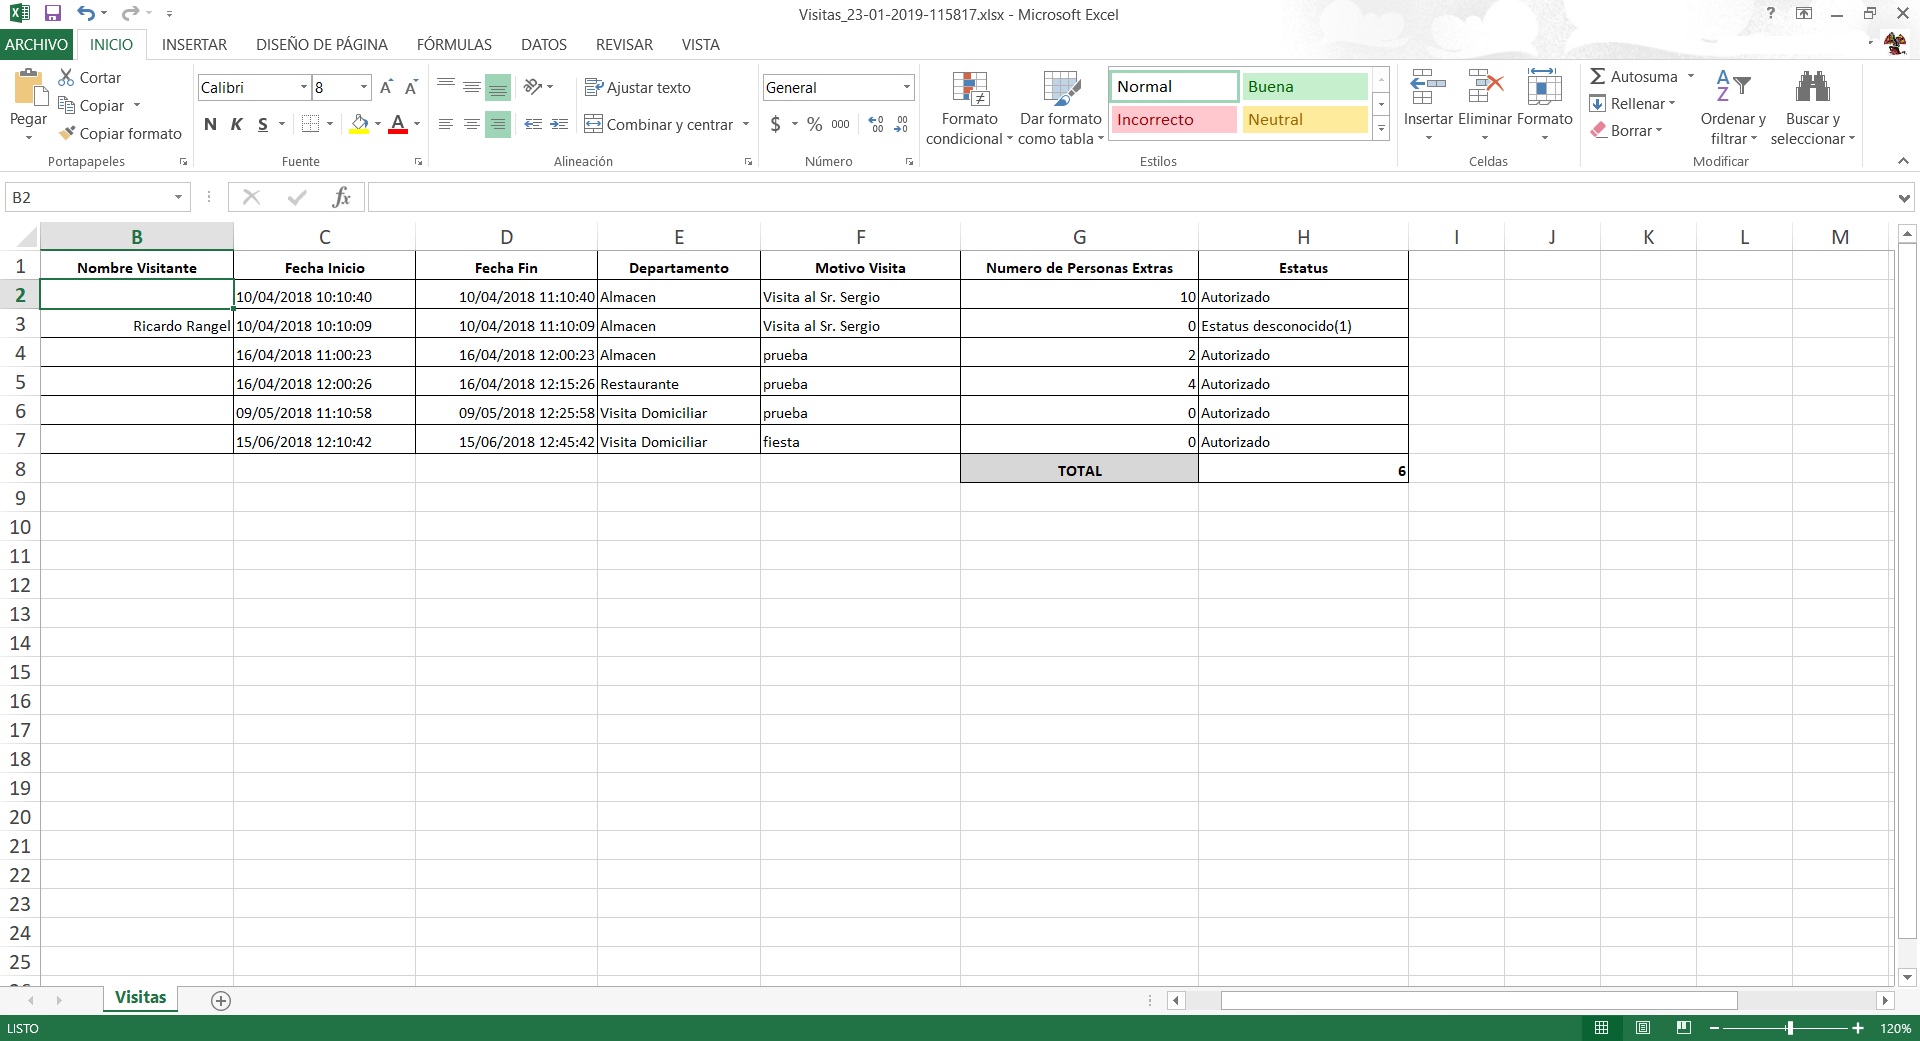 Visitas_23-01-2019-115817.xlsx - Microsoft Excel
ARCHIVO INICIO INSERTAR DISEÑO DE PÁGINA FÓRMULAS DATOS REVISAR VISTA
Pegar Cortar Copiar Copiar formato
Portapapeles
Calibri 8
N K S A
Fuente
Ajustar texto
Combinar y centrar
Alineación
General
$ % 000
Número
Formato condicional
Dar formato como tabla
Normal Buena
Incorrecto Neutral
Estilos
Insertar Eliminar Formato
Celdas
Autosuma
Rellenar
Borrar
Ordenar y filtrar
Buscar y seleccionar
Modificar
B2 fx
B C D E F G H I J K L M
1 Nombre Visitante Fecha Inicio Fecha Fin Departamento Motivo Visita Numero de Personas Extras Estatus
2 10/04/2018 10:10:40 10/04/2018 11:10:40 Almacen Visita al Sr. Sergio 10 Autorizado
3 Ricardo Rangel 10/04/2018 10:10:09 10/04/2018 11:10:09 Almacen Visita al Sr. Sergio 0 Estatus desconocido(1)
4 16/04/2018 11:00:23 16/04/2018 12:00:23 Almacen prueba 2 Autorizado
5 16/04/2018 12:00:26 16/04/2018 12:15:26 Restaurante prueba 4 Autorizado
6 09/05/2018 11:10:58 09/05/2018 12:25:58 Visita Domiciliar prueba 0 Autorizado
7 15/06/2018 12:10:42 15/06/2018 12:45:42 Visita Domiciliar fiesta 0 Autorizado
8 TOTAL 6
9
10
11
12
13
14
15
16
17
18
19
20
21
22
23
24
25
Visitas
LISTO 120%